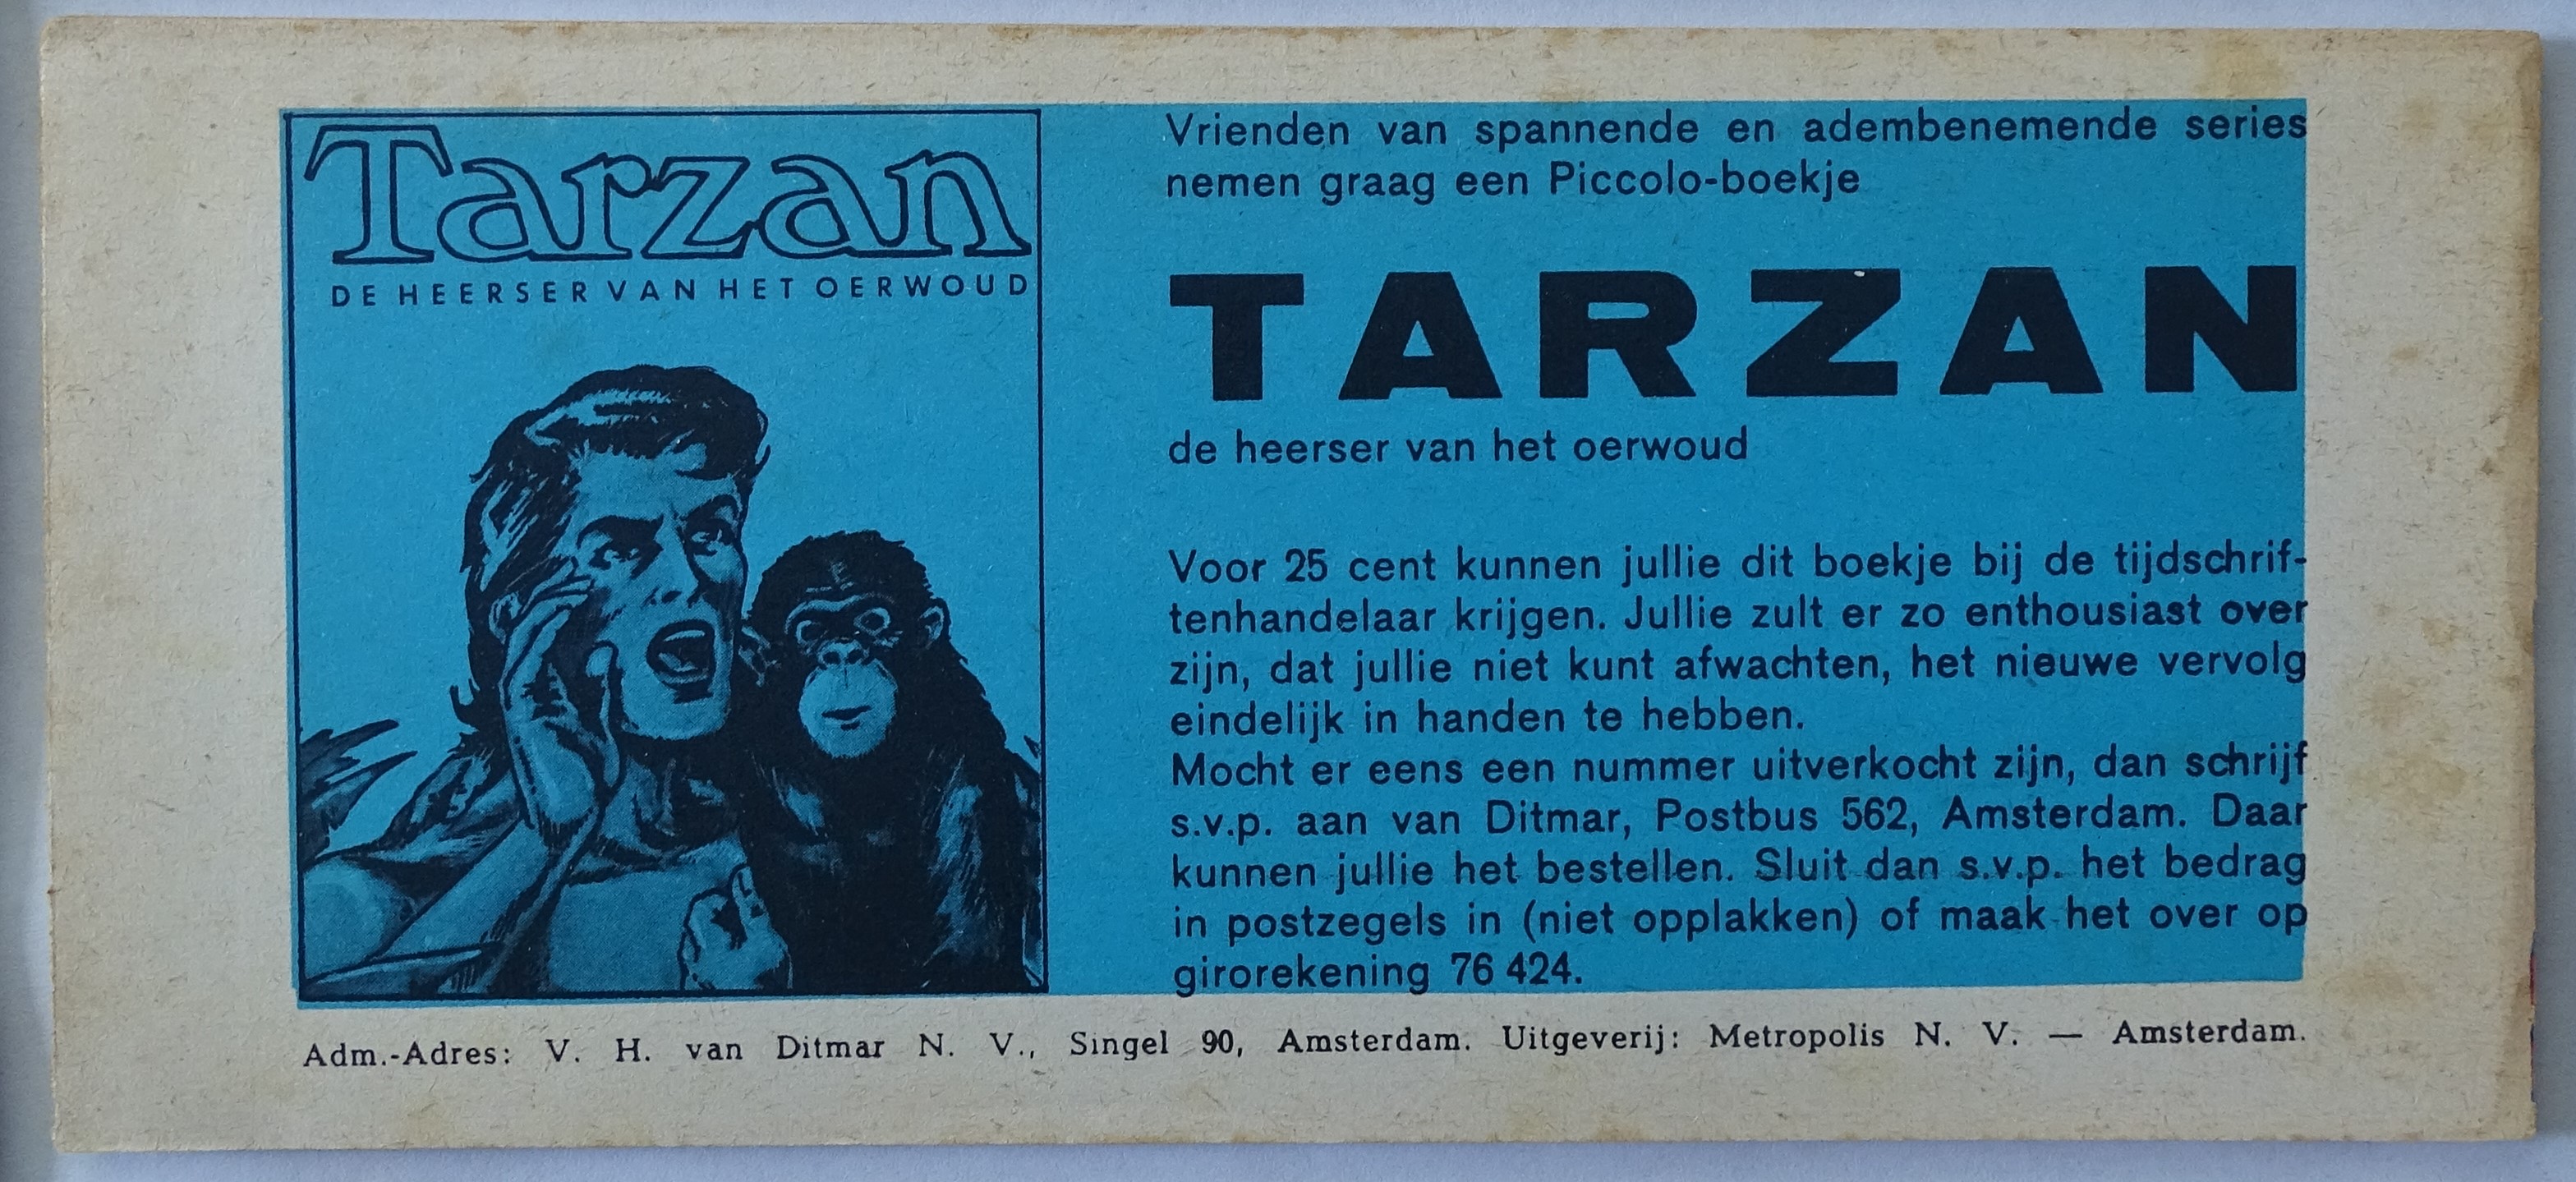 Tarzan
DE HEERSER VAN HET OERWOUD
Vrienden van spannende en adembenemende series
nemen graag een Piccolo-boekje
TARZAN
de heerser van het oerwoud
Voor 25 cent kunnen jullie dit boekje bij de tijdschrif-
tenhandelaar krijgen. Jullie zult er zo enthousiast over
zijn, dat jullie niet kunt afwachten, het nieuwe vervolg
eindelijk in handen te hebben.
Mocht er eens een nummer uitverkocht zijn, dan schrijf
s.v.p. aan van Ditmar, Postbus 562, Amsterdam. Daar
kunnen jullie het bestellen. Sluit dan s.v.p. het bedrag
in postzegels in (niet opplakken) of maak het over op
girorekening 76 424.
Adm.-Adres: V. H. van Ditmar N. V., Singel 90, Amsterdam. Uitgeverij: Metropolis N. V. — Amsterdam.